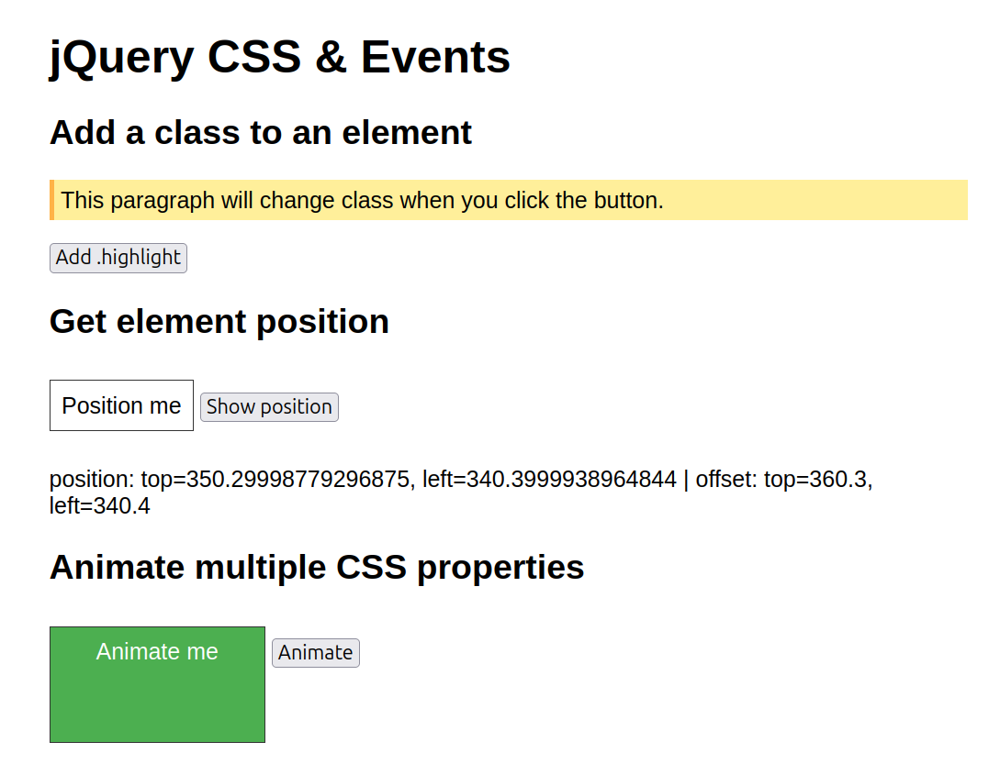 jQuery CSS & Events
Add a class to an element
This paragraph will change class when you click the button.
Add .highlight
Get element position
Position me Show position
position: top=350.29998779296875, left=340.3999938964844 | offset: top=360.3,
left=340.4
Animate multiple CSS properties
Animate me Animate